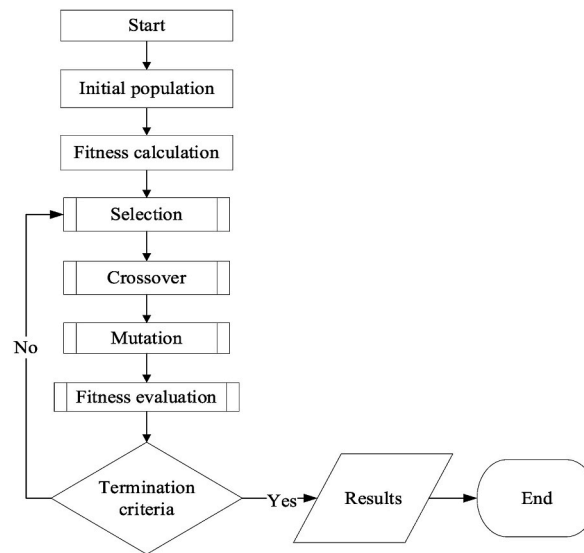 Start
Initial population
Fitness calculation
Selection
Crossover
Mutation
No
Fitness evaluation
Termination
criteria
Yes
Results
End